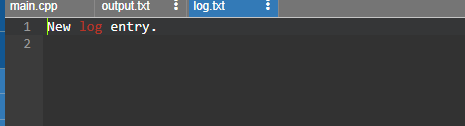 main.cpp output.txt log.txt
1 New log entry.
2